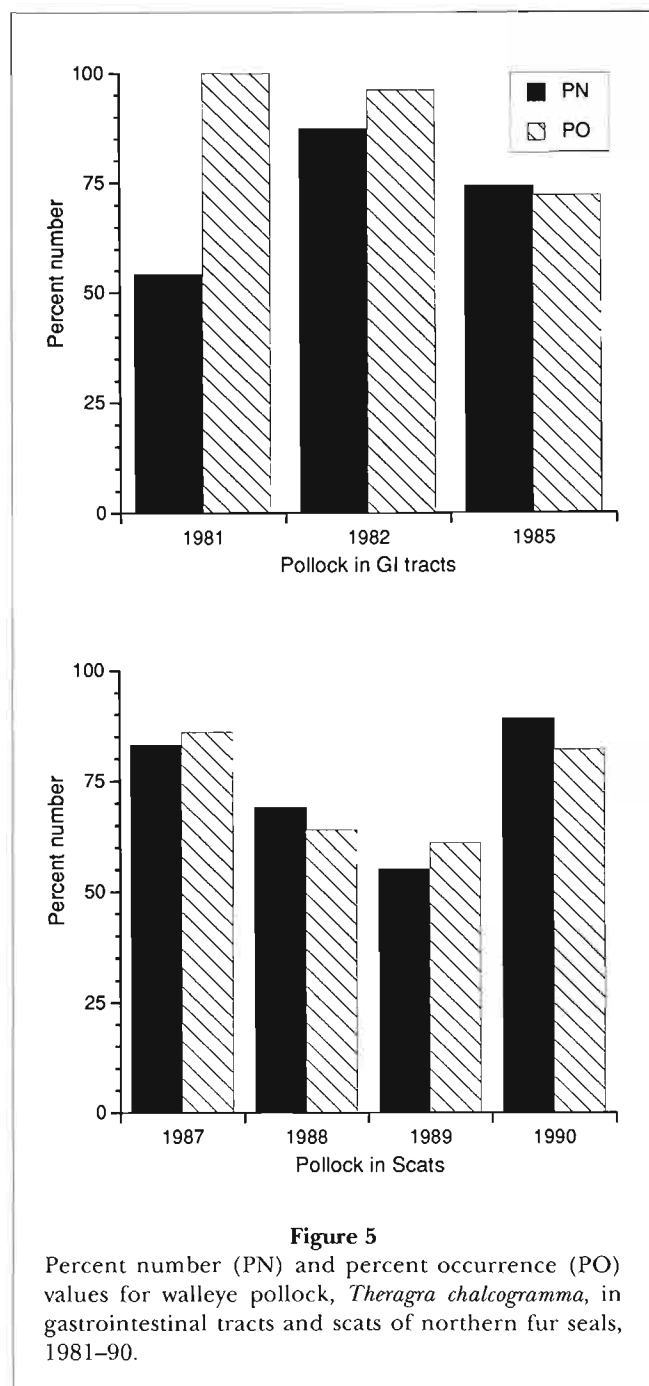 100
75
50
25
0
Percent number
PN
PO
1981 1982 1985
Pollock in GI tracts
100
75
50
25
0
Percent number
1987 1988 1989 1990
Pollock in Scats
Figure 5
Percent number (PN) and percent occurrence (PO)
values for walleye pollock, Theragra chalcogramma, in
gastrointestinal tracts and scats of northern fur seals,
1981–90.